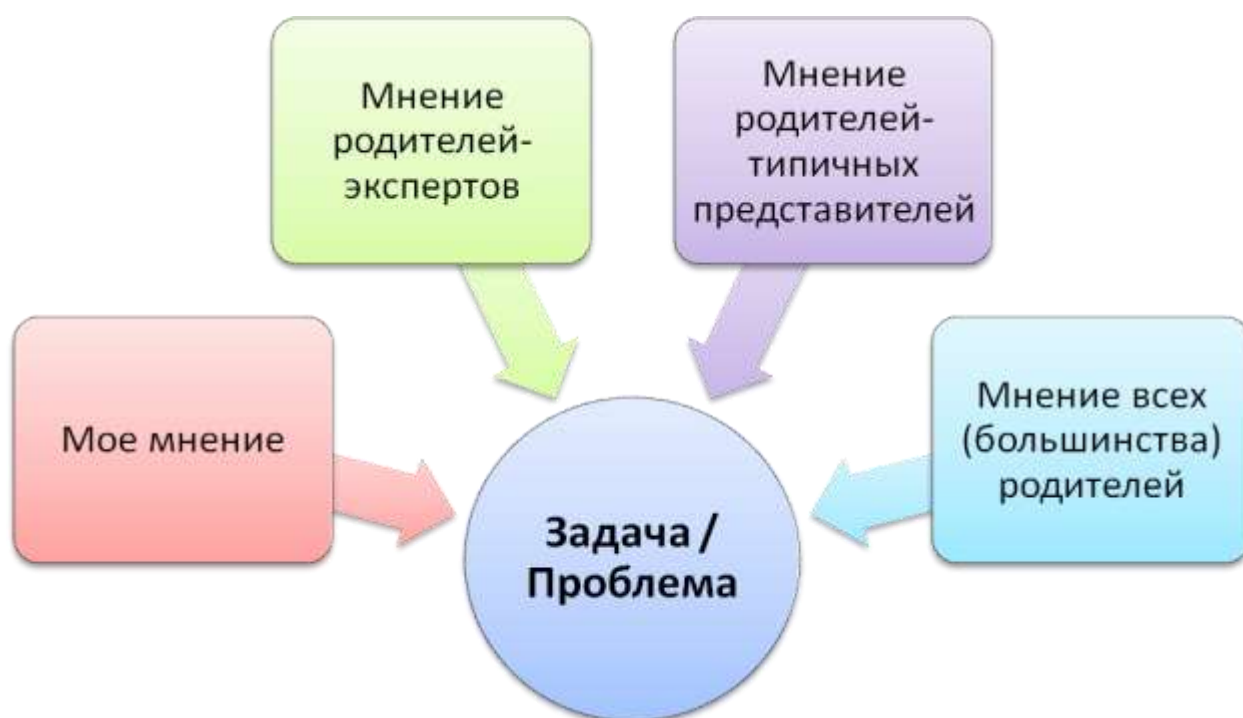 Мнение
родителей-
экспертов
Мнение
родителей-
типичных
представителей
Мое мнение
Мнение всех
(большинства)
родителей
Задача /
Проблема